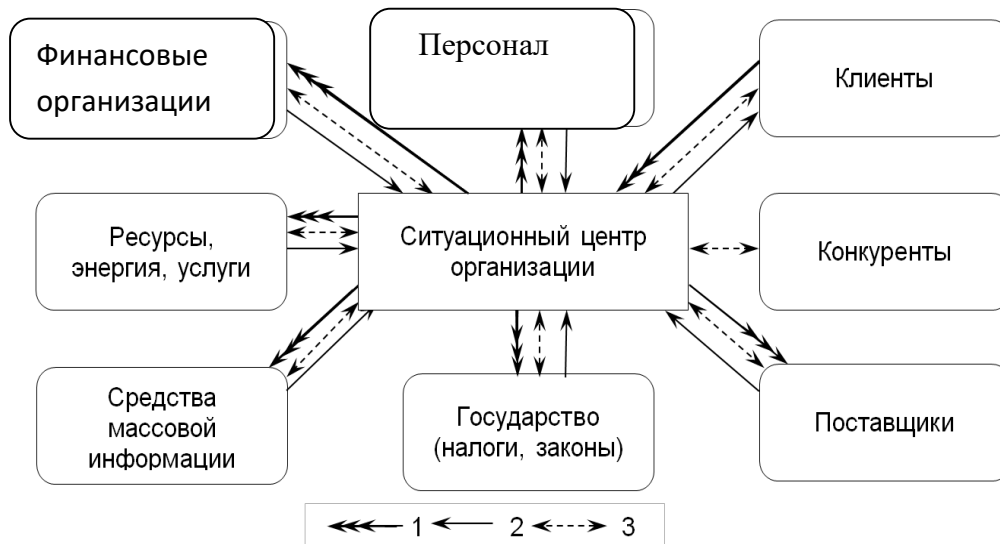 Финансовые
организации
Персонал
Клиенты
Ресурсы,
энергия, услуги
Ситуационный центр
организации
Конкуренты
Средства
массовой
информации
Государство
(налоги, законы)
Поставщики
1 2 3